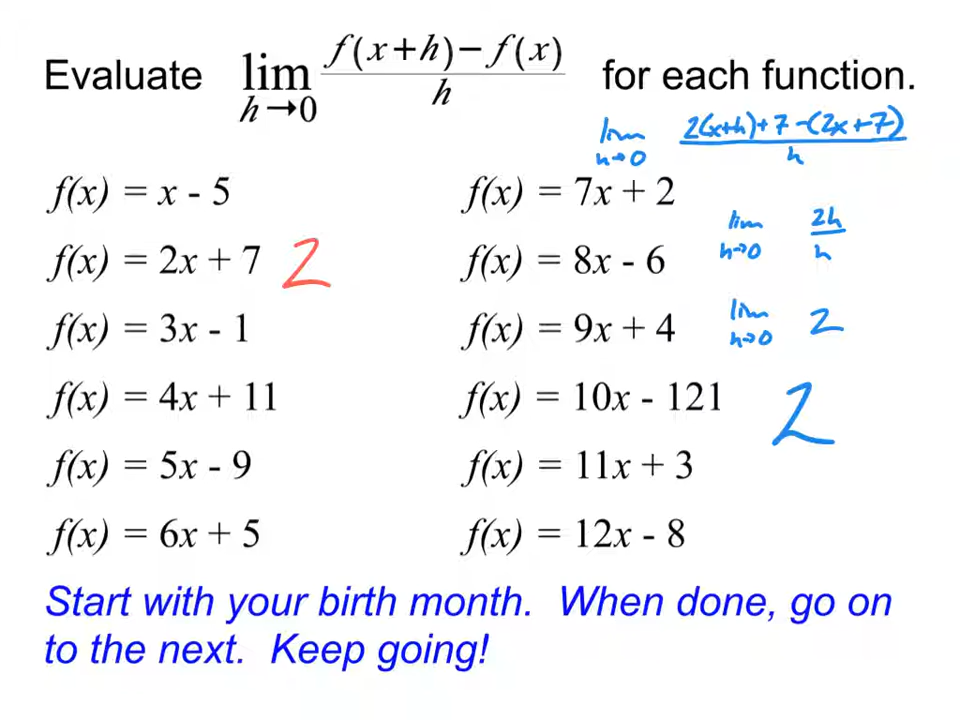 Evaluate lim h→0 f(x+h)−f(x) / h for each function.
lim h→0 2(x+h)+7-(2x+7) / h
f(x) = x - 5
f(x) = 7x + 2
lim h→0 2h / h
f(x) = 2x + 7 2
f(x) = 8x - 6
f(x) = 3x - 1
f(x) = 9x + 4
lim h→0 2
f(x) = 4x + 11
f(x) = 10x - 121
2
f(x) = 5x - 9
f(x) = 11x + 3
f(x) = 6x + 5
f(x) = 12x - 8
Start with your birth month. When done, go on
to the next. Keep going!